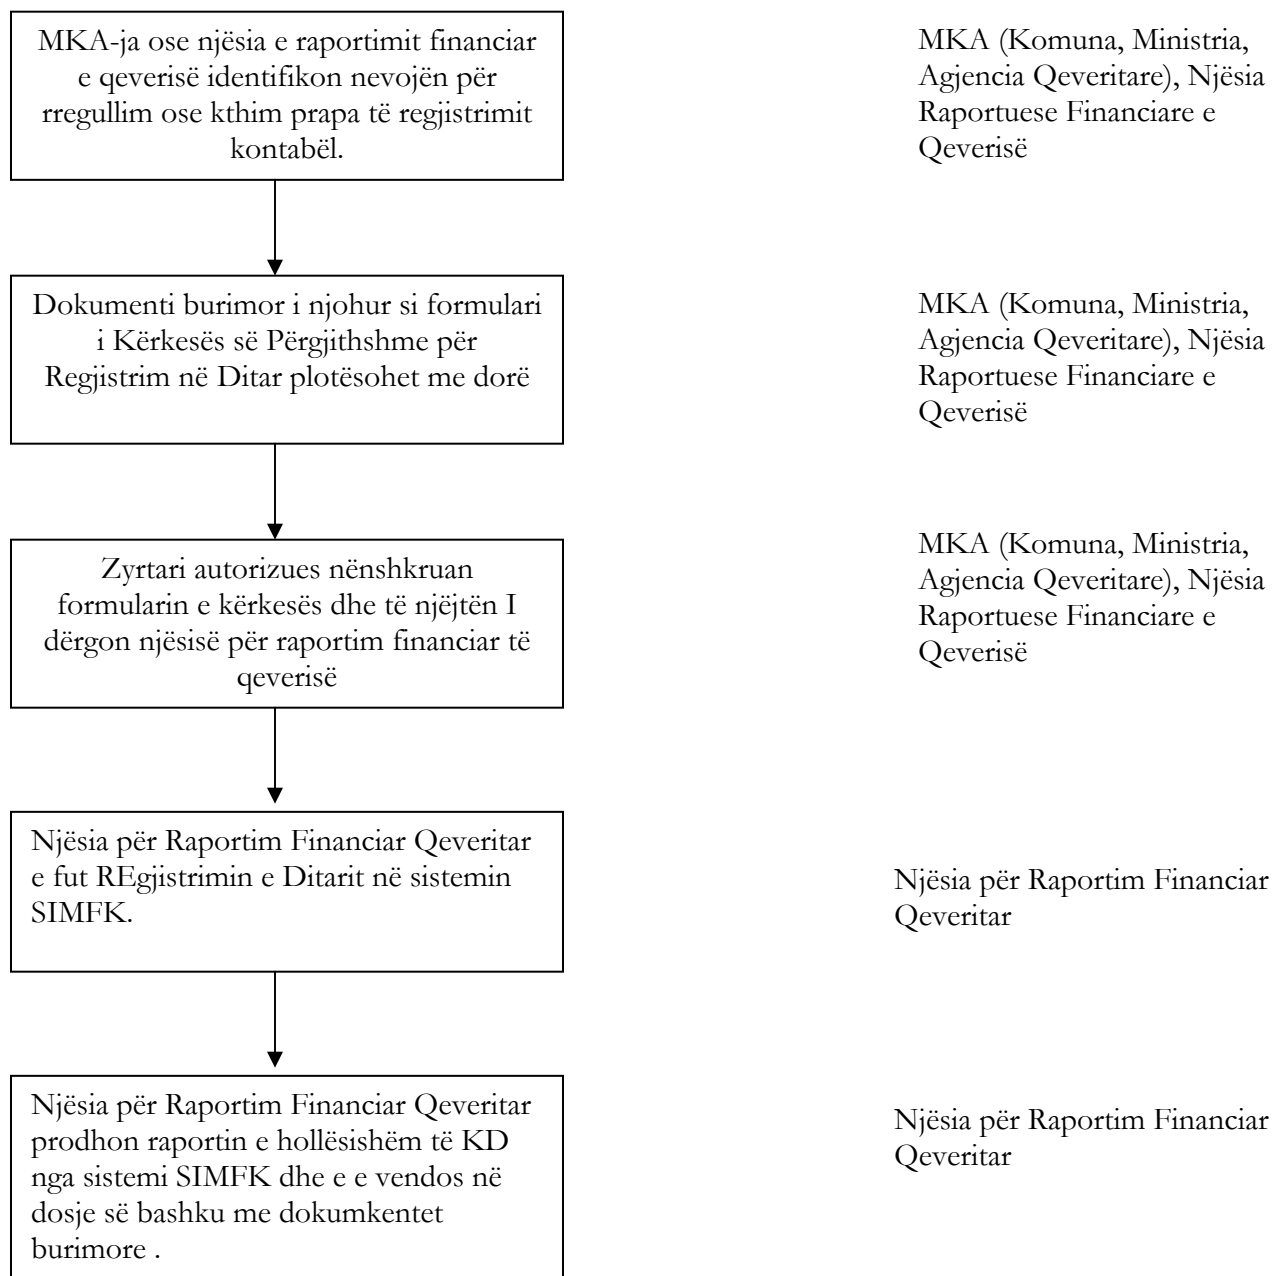 MKA-ja ose njësia e raportimit financiar
e qeverisë identifikon nevojën për
rregullim ose kthim prapa të regjistrimit
kontabël.
MKA (Komuna, Ministria,
Agjencia Qeveritare), Njësia
Raportuese Financiare e
Qeverisë
Dokumenti burimor i njohur si formulari
i Kërkesës së Përgjithshme për
Regjistrim në Ditar plotësohet me dorë
MKA (Komuna, Ministria,
Agjencia Qeveritare), Njësia
Raportuese Financiare e
Qeverisë
Zyrtari autorizues nënshkruan
formularin e kërkesës dhe të njëjtën I
dërgon njësisë për raportim financiar të
qeverisë
MKA (Komuna, Ministria,
Agjencia Qeveritare), Njësia
Raportuese Financiare e
Qeverisë
Njësia për Raportim Financiar Qeveritar
e fut REgjistrimin e Ditarit në sistemin
SIMFK.
Njësia për Raportim Financiar
Qeveritar
Njësia për Raportim Financiar Qeveritar
prodhon raportin e hollësishëm të KD
nga sistemi SIMFK dhe e e vendos në
dosje së bashku me dokumkentet
burimore .
Njësia për Raportim Financiar
Qeveritar